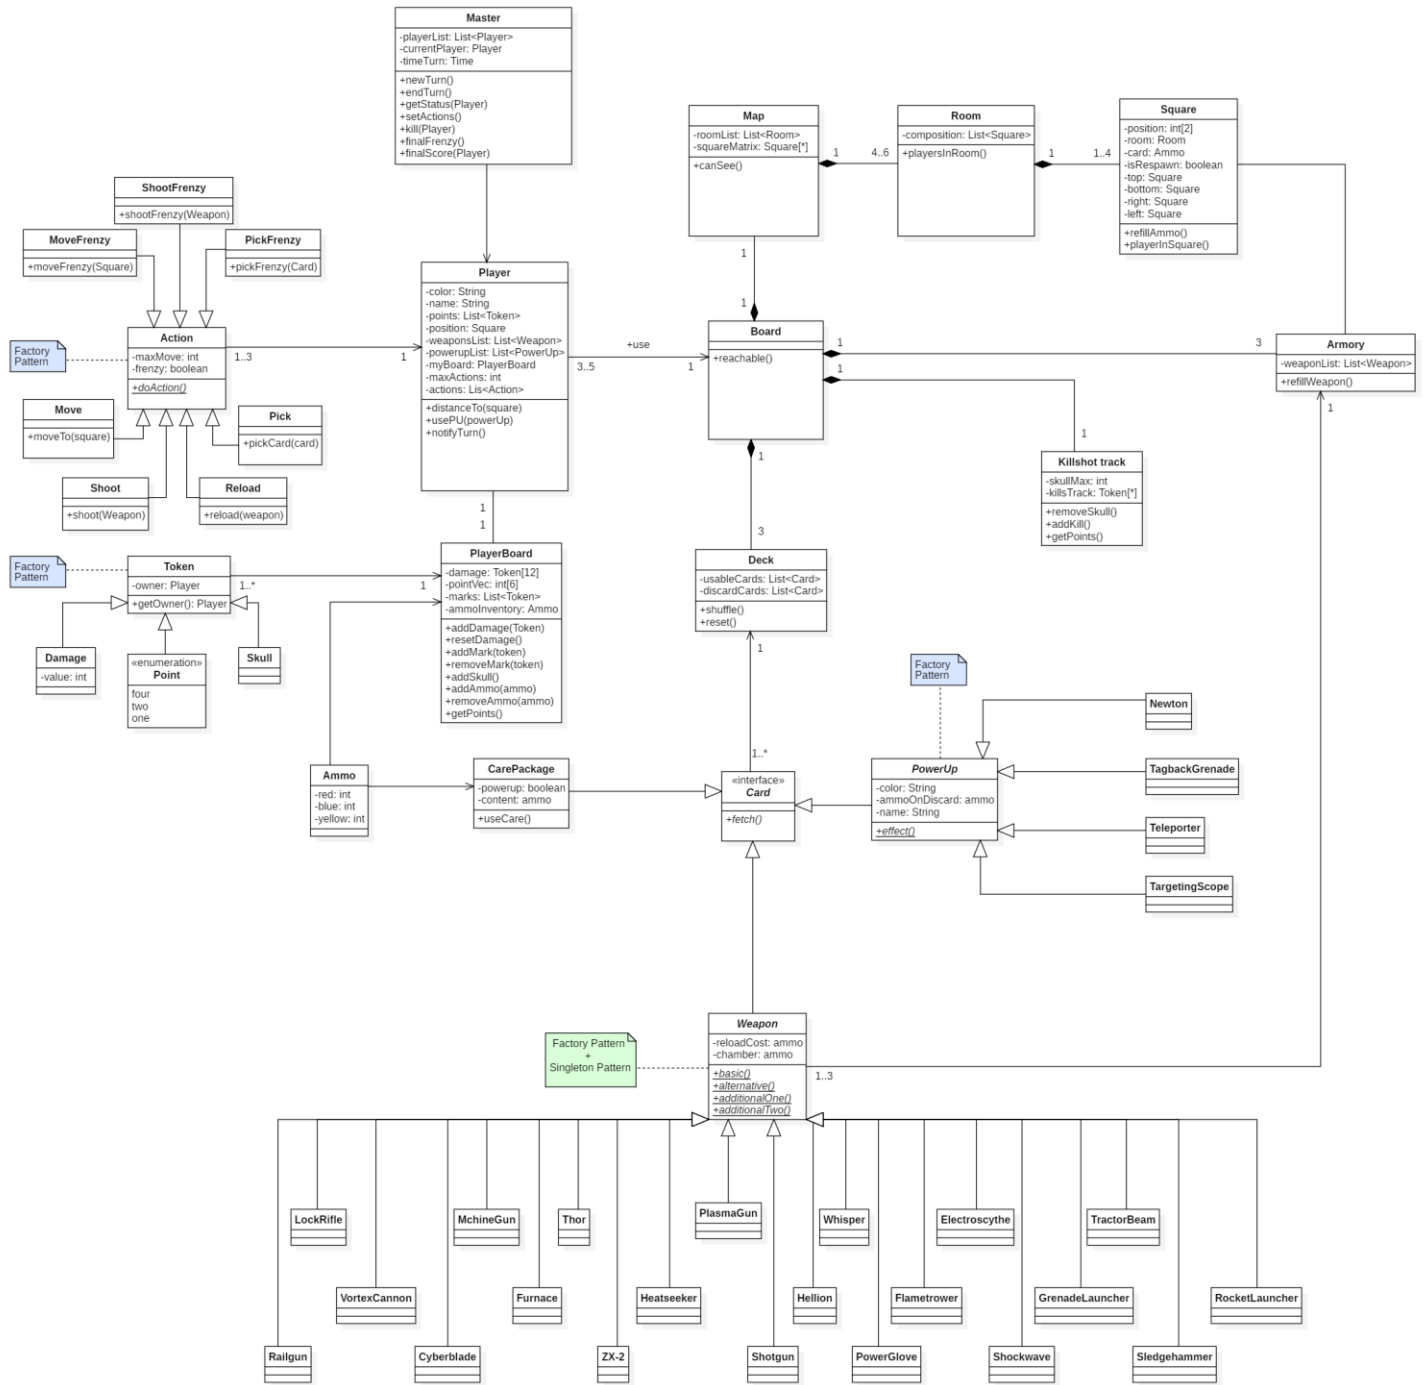 Master
-playerList: List<Player>
-currentPlayer: Player
-timeTurn: Time
+newTurn()
+endTurn()
+getStatus(Player)
+setActions()
+kill(Player)
+finalFrenzy()
+finalScore(Player)
Map
-roomList: List<Room>
-squareMatrix: Square[*]
+canSee()
1
4..6
Room
-composition: List<Square>
+playersInRoom()
1
1..4
Square
-position: int[2]
-room: Room
-card: Ammo
-isRespawn: boolean
-top: Square
-bottom: Square
-right: Square
-left: Square
+refillAmmo()
+playerInSquare()
ShootFrenzy
+shootFrenzy(Weapon)
MoveFrenzy
+moveFrenzy(Square)
PickFrenzy
+pickFrenzy(Card)
Factory
Pattern
Action
-maxMove: int
-frenzy: boolean
+doAction()
1..3
1
Move
+moveTo(square)
Pick
+pickCard(card)
Shoot
+shoot(Weapon)
Reload
+reload(weapon)
Player
-color: String
-name: String
-points: List<Token>
-position: Square
-weaponsList: List<Weapon>
-powerupList: List<PowerUp>
-myBoard: PlayerBoard
-maxActions: int
-actions: Lis<Action>
+distanceTo(square)
+usePU(powerUp)
+notifyTurn()
+use
3..5
1
1
1
Board
+reachable()
1
3
1
1
Armory
-weaponList: List<Weapon>
+refillWeapon()
1
Killshot track
-skullMax: int
-killsTrack: Token[*]
+removeSkull()
+addKill()
+getPoints()
1
3
1
1
Factory
Pattern
Token
-owner: Player
+getOwner(): Player
1..*
1
Damage
-value: int
«enumeration»
Point
four
two
one
Skull
PlayerBoard
-damage: Token[12]
-pointVec: int[6]
-marks: List<Token>
-ammoInventory: Ammo
+addDamage(Token)
+resetDamage()
+addMark(token)
+removeMark(token)
+addSkull()
+addAmmo(ammo)
+removeAmmo(ammo)
+getPoints()
Deck
-usableCards: List<Card>
-discardCards: List<Card>
+shuffle()
+reset()
1
1..*
Ammo
-red: int
-blue: int
-yellow: int
CarePackage
-powerup: boolean
-content: ammo
+useCare()
«interface»
Card
+fetch()
Factory
Pattern
PowerUp
-color: String
-ammoOnDiscard: ammo
-name: String
+effect()
Newton
TagbackGrenade
Teleporter
TargetingScope
Factory Pattern
+
Singleton Pattern
Weapon
-reloadCost: ammo
-chamber: ammo
+basic()
+alternative()
+additionalOne()
+additionalTwo()
1..3
LockRifle
MchineGun
Thor
PlasmaGun
Whisper
Electroscythe
TractorBeam
VortexCannon
Furnace
Heatseeker
Hellion
Flametrower
GrenadeLauncher
RocketLauncher
Railgun
Cyberblade
ZX-2
Shotgun
PowerGlove
Shockwave
Sledgehammer